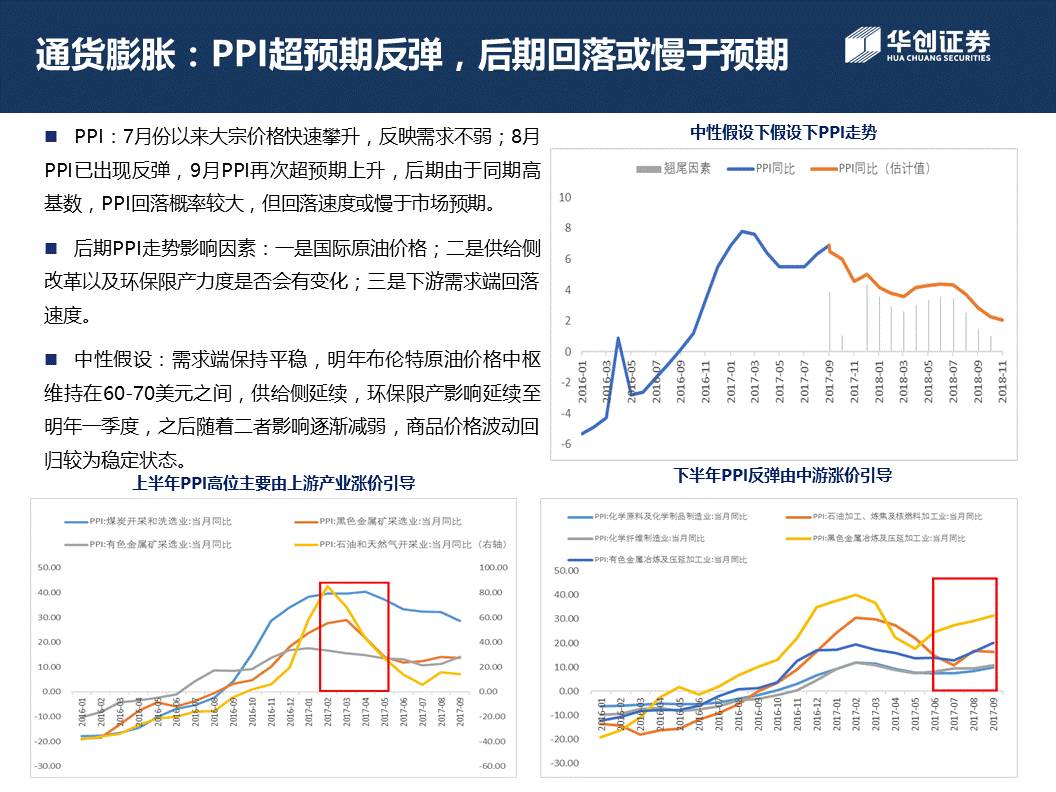 通货膨胀：PPI超预期反弹，后期回落或慢于预期
华创证券
HUA CHUANG SECURITIES
■ PPI：7月份以来大宗价格快速攀升，反映需求不弱；8月
PPI已出现反弹，9月PPI再次超预期上升，后期由于同期高
基数，PPI回落概率较大，但回落速度或慢于市场预期。
■ 后期PPI走势影响因素：一是国际原油价格；二是供给侧
改革以及环保限产力度是否会有变化；三是下游需求端回落
速度。
■ 中性假设：需求端保持平稳，明年布伦特原油价格中枢
维持在60-70美元之间，供给侧延续，环保限产影响延续至
明年一季度，之后随着二者影响逐渐减弱，商品价格波动回
归较为稳定状态。
中性假设下假设下PPI走势
翘尾因素 PPI同比 PPI同比（估计值）
10
8
6
4
2
0
-2
-4
-6
2016-01 2016-03 2016-05 2016-07 2016-09 2016-11 2017-01 2017-03 2017-05 2017-07 2017-09 2017-11 2018-01 2018-03 2018-05 2018-07 2018-09 2018-11
上半年PPI高位主要由上游产业涨价引导
PPI:煤炭开采和洗选业:当月同比 PPI:黑色金属矿采选业:当月同比
PPI:有色金属矿采选业:当月同比 PPI:石油和天然气开采业:当月同比（右轴）
50.00 100.00
40.00 80.00
30.00 60.00
20.00 40.00
10.00 20.00
0.00 0.00
-10.00 -20.00
-20.00 -40.00
-30.00 -60.00
2016-01 2016-02 2016-03 2016-04 2016-05 2016-06 2016-07 2016-08 2016-09 2016-10 2016-11 2016-12 2017-01 2017-02 2017-03 2017-04 2017-05 2017-06 2017-07 2017-08 2017-09
下半年PPI反弹由中游涨价引导
PPI:化学原料及化学制品制造业:当月同比 PPI:石油加工、炼焦及核燃料加工业:当月同比
PPI:化学纤维制造业:当月同比 PPI:黑色金属冶炼及压延加工业:当月同比
PPI:有色金属冶炼及压延加工业:当月同比
50.00
40.00
30.00
20.00
10.00
0.00
-10.00
-20.00
-30.00
2016-01 2016-02 2016-03 2016-04 2016-05 2016-06 2016-07 2016-08 2016-09 2016-10 2016-11 2016-12 2017-01 2017-02 2017-03 2017-04 2017-05 2017-06 2017-07 2017-08 2017-09